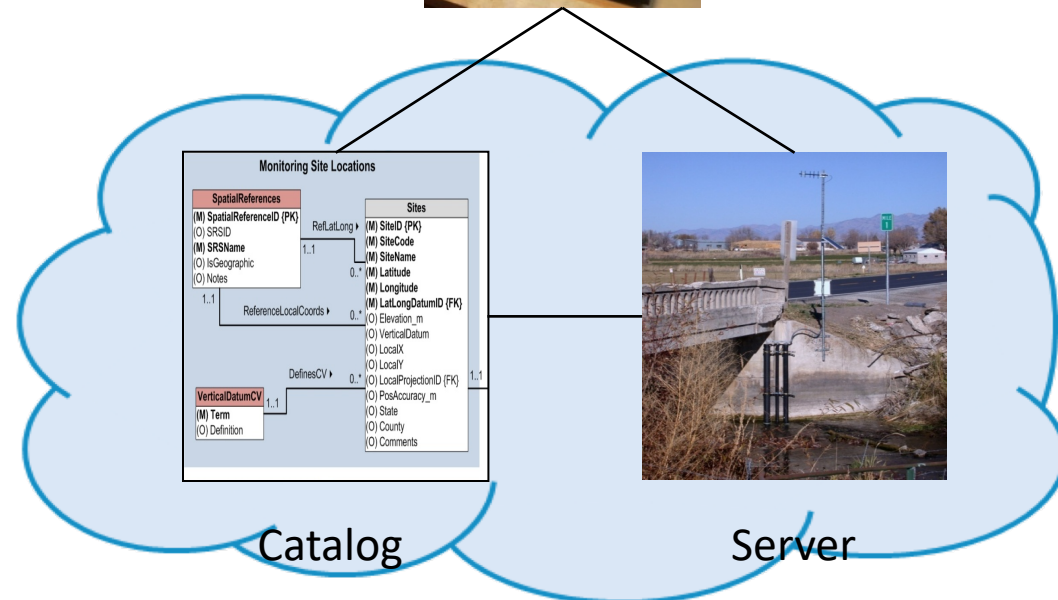 Monitoring Site Locations
SpatialReferences
(M) SpatialReferenceID {PK}
(O) SRSID
(M) SRSName
(O) IsGeographic
(O) Notes
1..1
RefLatLong
0..*
1..1
ReferenceLocalCoords
0..*
Sites
(M) SiteID {PK}
(M) SiteCode
(M) SiteName
(M) Latitude
(M) Longitude
(M) LatLongDatumID {FK}
(O) Elevation_m
(O) VerticalDatum
(O) LocalX
(O) LocalY
(O) LocalProjectionID {FK}
(O) PosAccuracy_m
(O) State
(O) County
(O) Comments
1..1
DefinesCV
0..*
VerticalDatumCV
1..1
(M) Term
(O) Definition
MILE
1
Catalog
Server